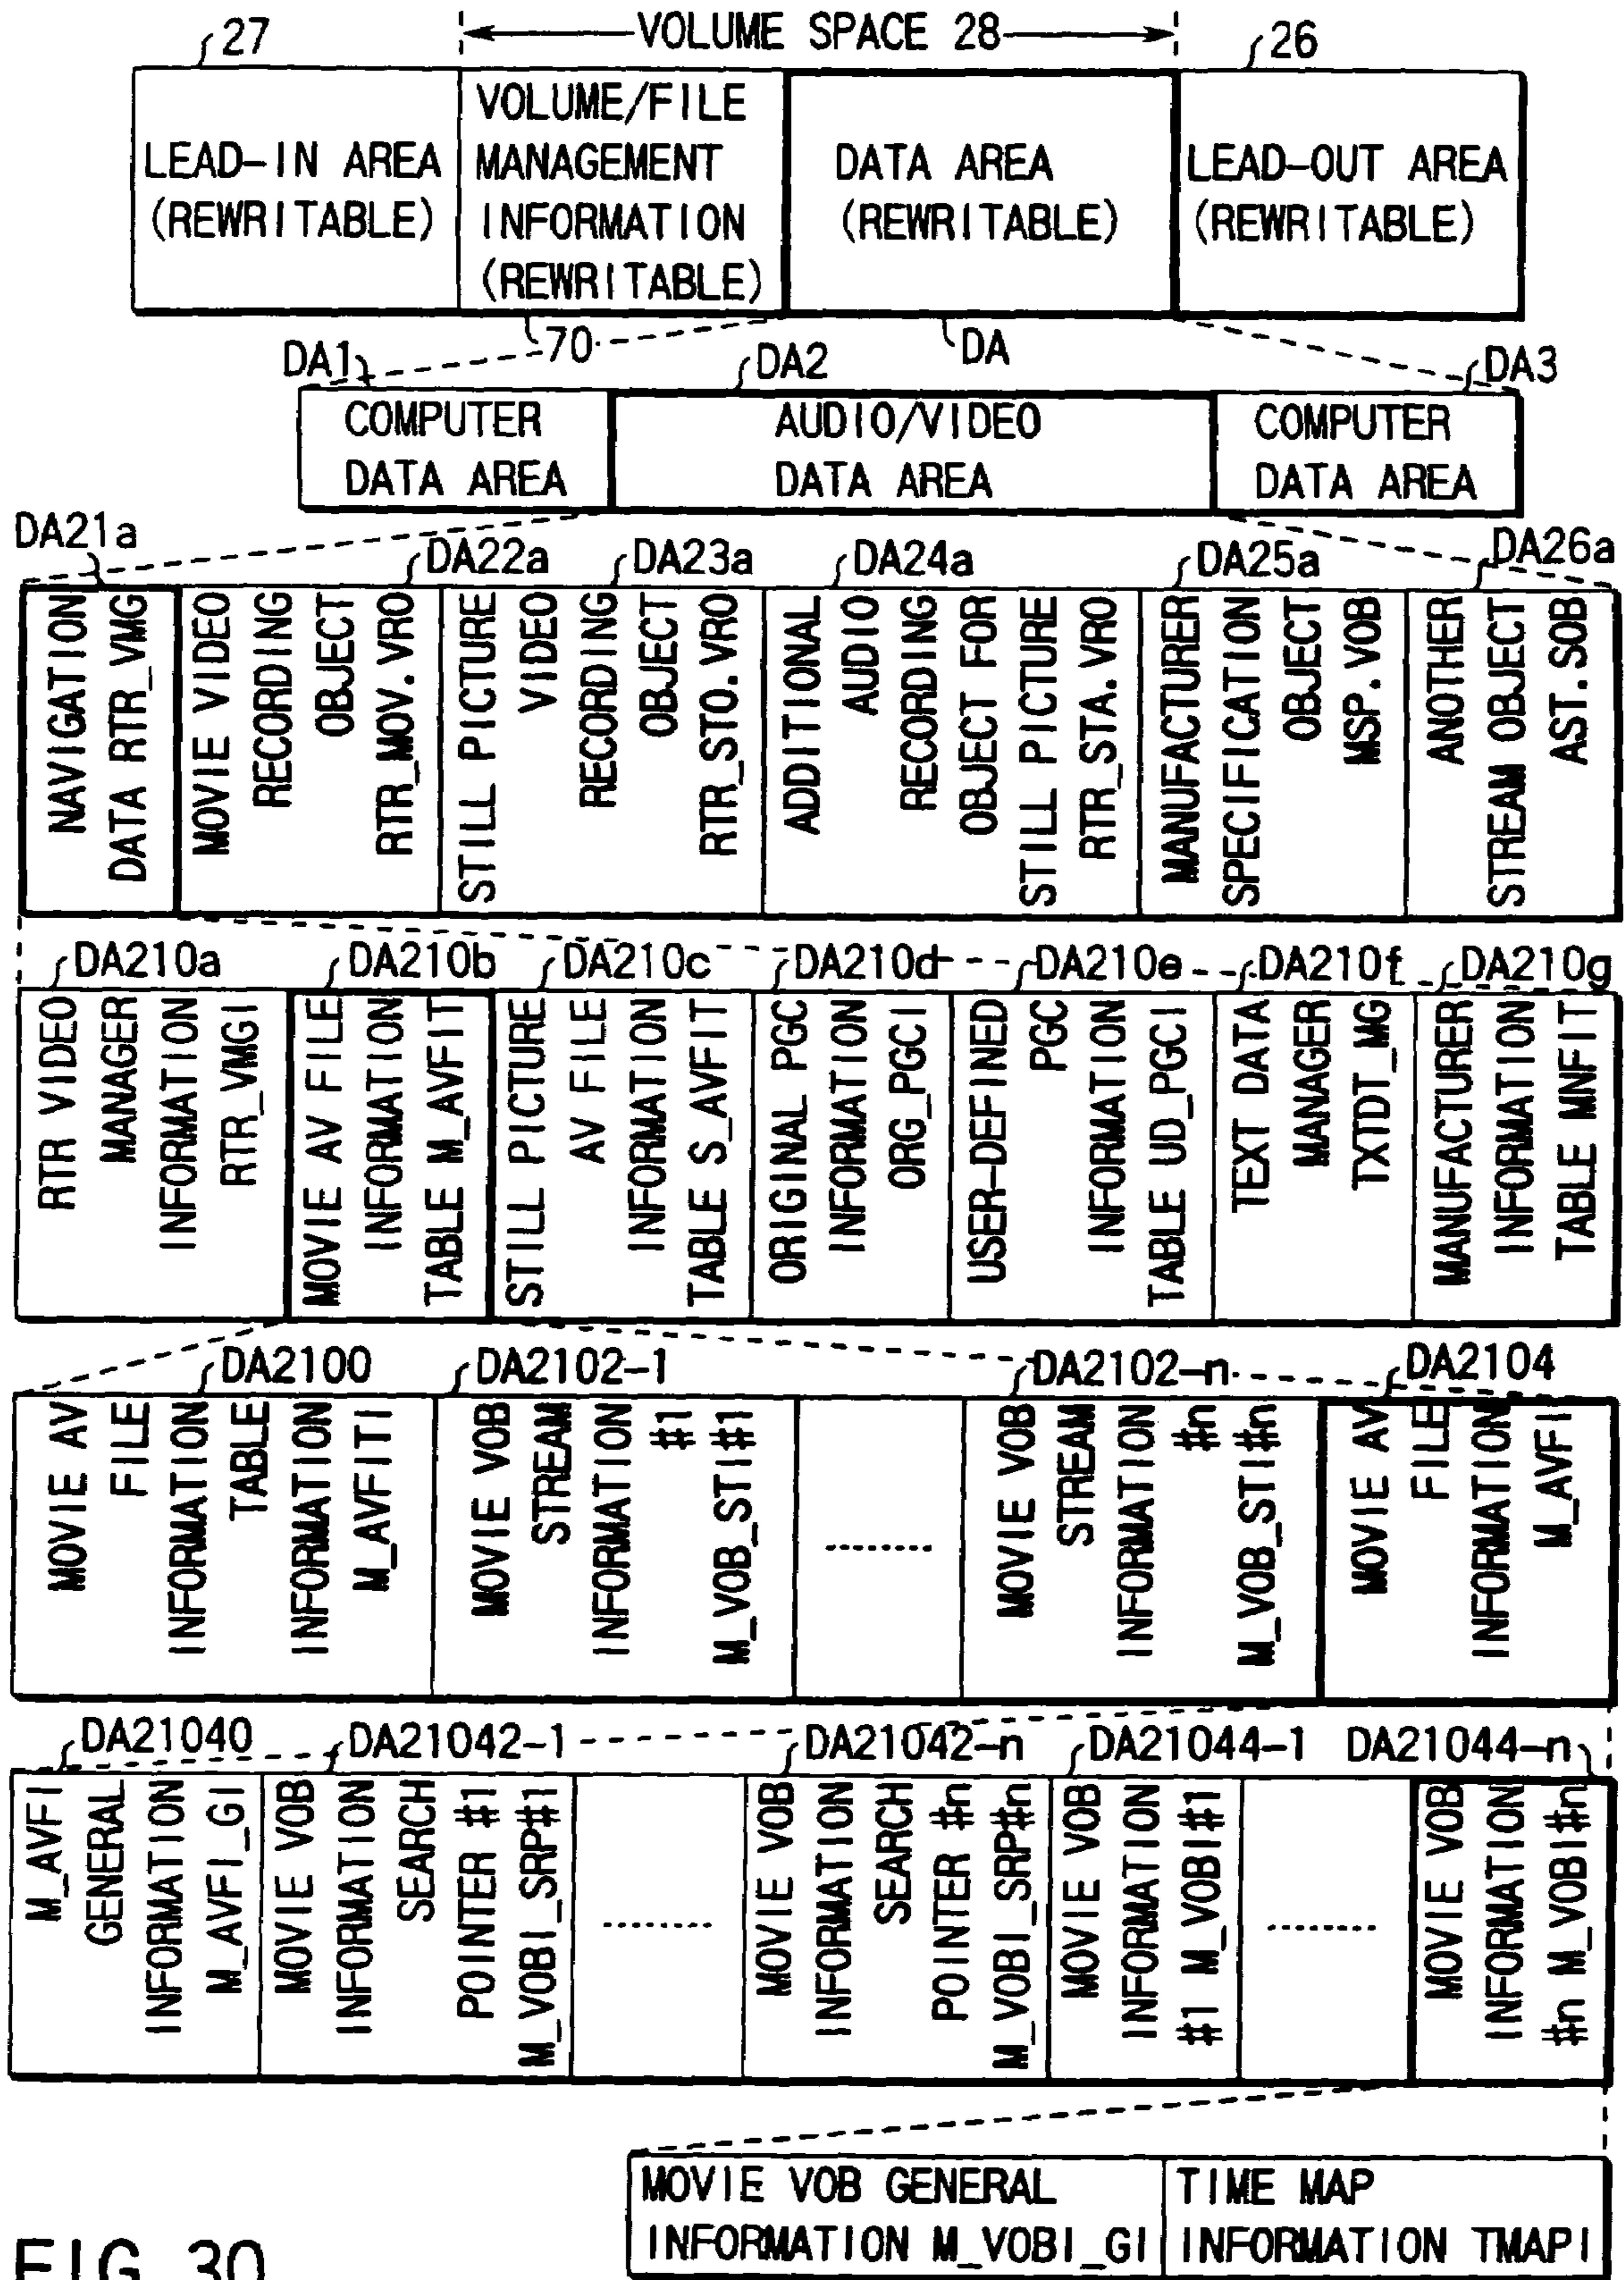 27
VOLUME SPACE 28
26
LEAD-IN AREA
(REWRITABLE)
VOLUME/FILE
MANAGEMENT
INFORMATION
(REWRITABLE)
DATA AREA
(REWRITABLE)
LEAD-OUT AREA
(REWRITABLE)
70
DA
DA1
DA2
DA3
COMPUTER
DATA AREA
AUDIO/VIDEO
DATA AREA
COMPUTER
DATA AREA
DA21a
DA22a
DA23a
DA24a
DA25a
DA26a
NAVIGATION
DATA RTR_VMG
MOVIE VIDEO
RECORDING
OBJECT
RTR_MOV.VRO
STILL PICTURE
VIDEO
RECORDING
OBJECT
RTR_STO.VRO
ADDITIONAL
AUDIO
RECORDING
OBJECT FOR
STILL PICTURE
RTR_STA.VRO
MANUFACTURER
SPECIFICATION
OBJECT
MSP.VOB
ANOTHER
STREAM OBJECT
AST.SOB
DA210a
DA210b
DA210c
DA210d
DA210e
DA210f
DA210g
RTR VIDEO
MANAGER
INFORMATION
RTR_VMGI
MOVIE AV FILE
INFORMATION
TABLE M_AVFIT
STILL PICTURE
AV FILE
INFORMATION
TABLE S_AVFIT
ORIGINAL PGC
INFORMATION
ORG_PGCI
USER-DEFINED
PGC
INFORMATION
TABLE UD_PGCI
TEXT DATA
MANAGER
TXTDT_MG
MANUFACTURER
INFORMATION
TABLE MNFIT
DA2100
DA2102-1
DA2102-n
DA2104
MOVIE AV
FILE
INFORMATION
TABLE
INFORMATION
M_AVFITI
MOVIE VOB
STREAM
INFORMATION
#1
M_VOB_STI#1
........
MOVIE VOB
STREAM
INFORMATION
#n
M_VOB_STI#n
MOVIE AV
FILE
INFORMATION
M_AVFI
DA21040
DA21042-1
DA21042-n
DA21044-1
DA21044-n
M_AVFI
GENERAL
INFORMATION
M_AVFI_GI
MOVIE VOB
INFORMATION
SEARCH
POINTER #1
M_VOBI_SRP#1
........
MOVIE VOB
INFORMATION
SEARCH
POINTER #n
M_VOBI_SRP#n
MOVIE VOB
INFORMATION
#1 M_VOBI#1
........
MOVIE VOB
INFORMATION
#n M_VOBI#n
MOVIE VOB GENERAL
INFORMATION M_VOBI_GI
TIME MAP
INFORMATION TMAPI
FIG. 30